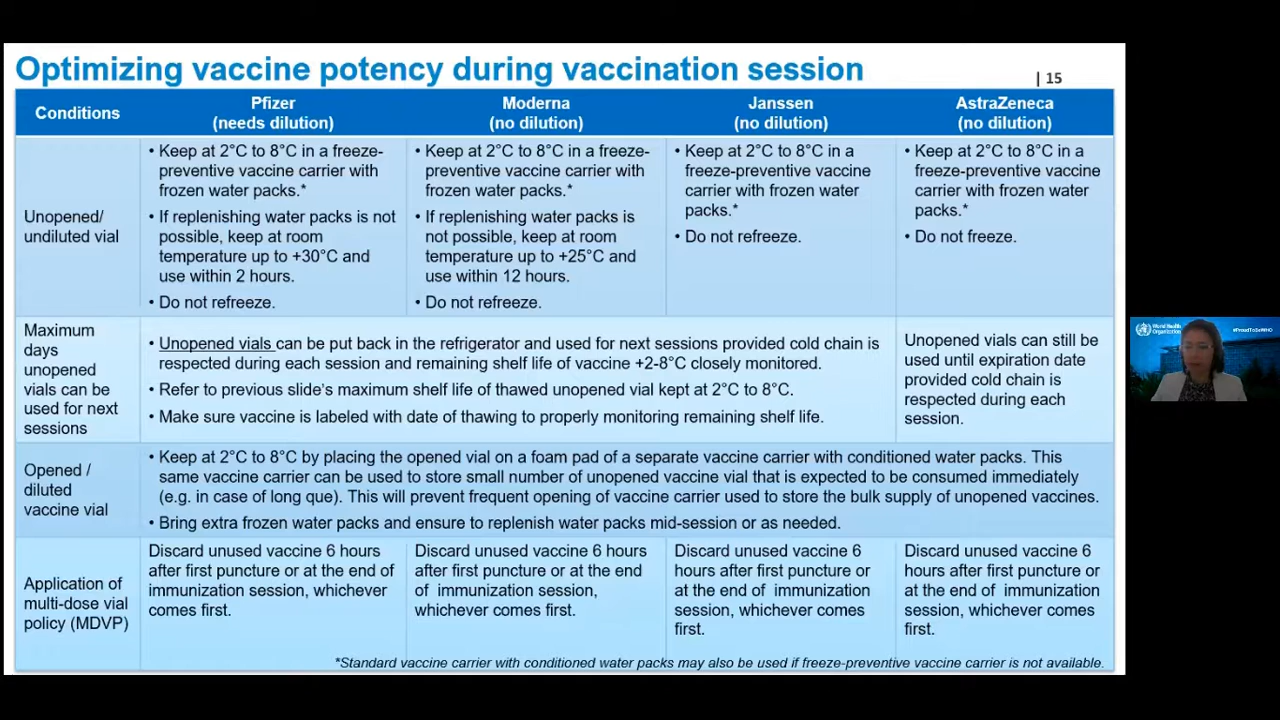 Optimizing vaccine potency during vaccination session
| 15
Conditions
Pfizer
(needs dilution)
Moderna
(no dilution)
Janssen
(no dilution)
AstraZeneca
(no dilution)
Unopened/
undiluted vial
• Keep at 2°C to 8°C in a freeze-
preventive vaccine carrier with
frozen water packs.*
• If replenishing water packs is not
possible, keep at room
temperature up to +30°C and
use within 2 hours.
• Do not refreeze.
• Keep at 2°C to 8°C in a freeze-
preventive vaccine carrier with
frozen water packs.*
• If replenishing water packs is
not possible, keep at room
temperature up to +25°C and
use within 12 hours.
• Do not refreeze.
• Keep at 2°C to 8°C in a
freeze-preventive vaccine
carrier with frozen water
packs.*
• Do not refreeze.
• Keep at 2°C to 8°C in a
freeze-preventive vaccine
carrier with frozen water
packs.*
• Do not freeze.
Maximum
days
unopened
vials can be
used for next
sessions
• Unopened vials can be put back in the refrigerator and used for next sessions provided cold chain is
respected during each session and remaining shelf life of vaccine +2-8°C closely monitored.
• Refer to previous slide's maximum shelf life of thawed unopened vial kept at 2°C to 8°C.
• Make sure vaccine is labeled with date of thawing to properly monitoring remaining shelf life.
Unopened vials can still be
used until expiration date
provided cold chain is
respected during each
session.
Opened /
diluted
vaccine vial
• Keep at 2°C to 8°C by placing the opened vial on a foam pad of a separate vaccine carrier with conditioned water packs. This
same vaccine carrier can be used to store small number of unopened vaccine vial that is expected to be consumed immediately
(e.g. in case of long que). This will prevent frequent opening of vaccine carrier used to store the bulk supply of unopened vaccines.
• Bring extra frozen water packs and ensure to replenish water packs mid-session or as needed.
Application of
multi-dose vial
policy (MDVP)
Discard unused vaccine 6 hours
after first puncture or at the end of
immunization session, whichever
comes first.
Discard unused vaccine 6 hours
after first puncture or at the end
of immunization session,
whichever comes first.
Discard unused vaccine 6
hours after first puncture or
at the end of immunization
session, whichever comes
first.
Discard unused vaccine 6
hours after first puncture or
at the end of immunization
session, whichever comes
first.
*Standard vaccine carrier with conditioned water packs may also be used if freeze-preventive vaccine carrier is not available.
World Health
Organization
#ProudToBeWHO